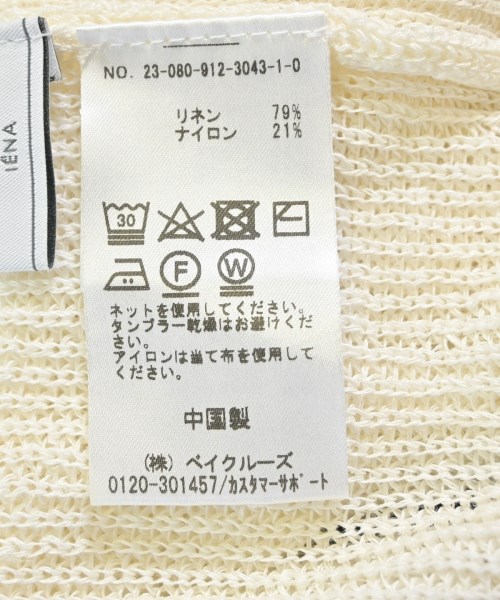 NO. 23-080-912-3043-1-0
リネン 79%
ナイロン 21%
30
F W
ネットを使用してください。
タンブラー乾燥はお避けくだ
さい。
アイロンは当て布を使用して
ください。
中国製
(株) ベイクルーズ
0120-301457/カスタマーサポート
IÉNA